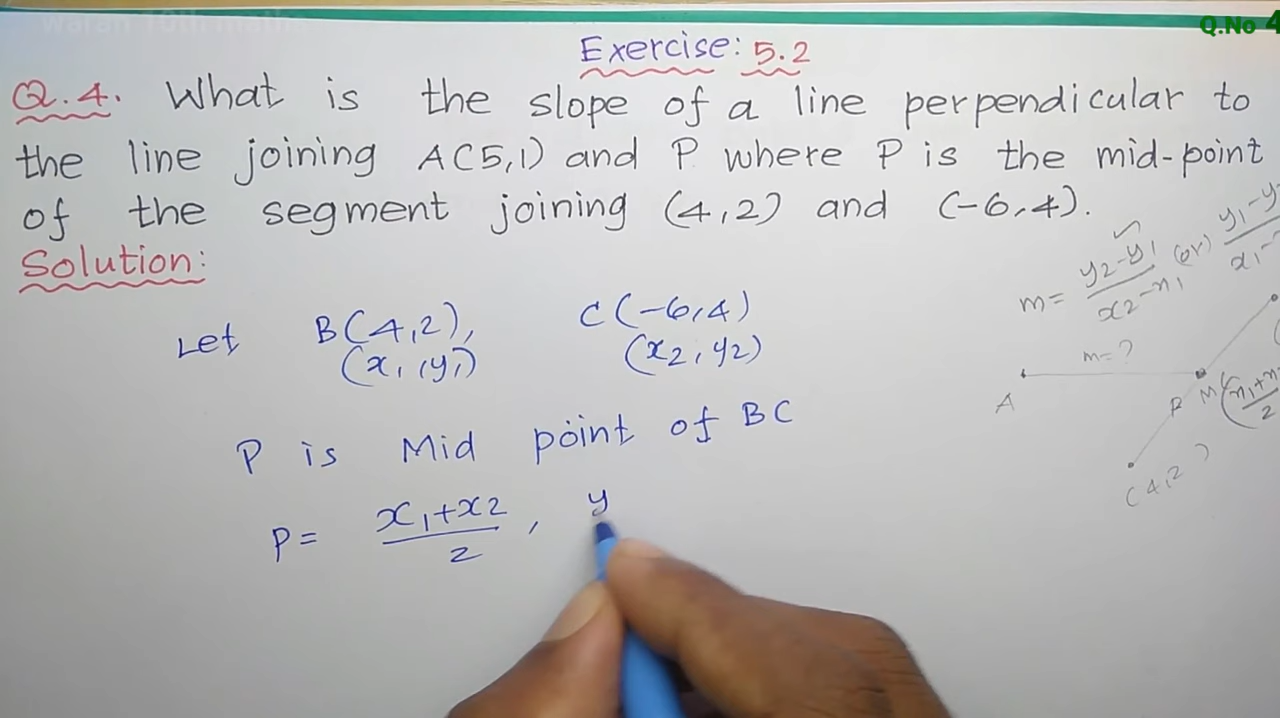 Q.No 4
Exercise: 5.2
Q.4. What is the slope of a line perpendicular to
the line joining A(5,1) and P where P is the mid-point
of the segment joining (4,2) and (-6,4).
Solution:
Let B(4,2), C(-6,4)
(x₁,y₁) (x₂,y₂)
P is Mid point of BC
P= x₁+x₂/2, y
m= y₂-y₁/x₂-x₁ (or) y₁-y
m=?
A P M
(4,2)